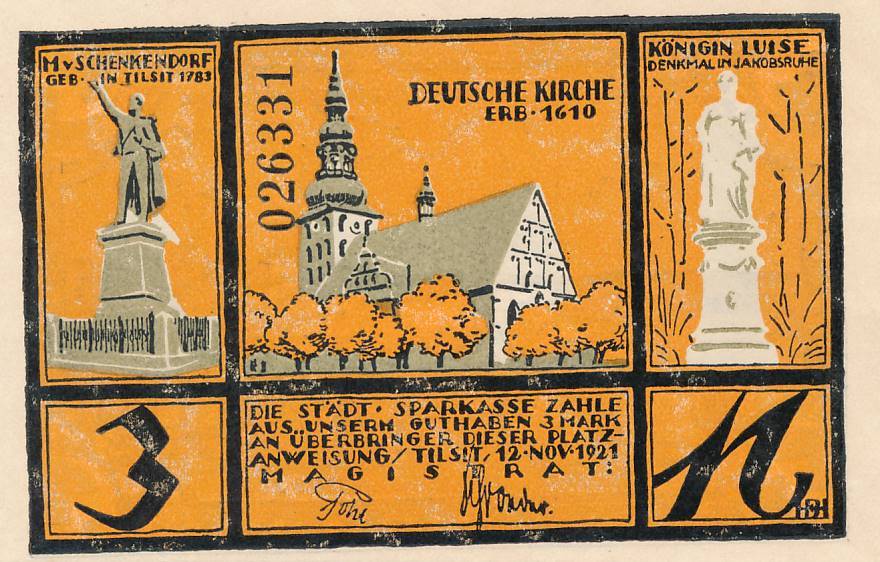 M v SCHENKENDORF
GEB · IN TILSIT 1783
026331
DEUTSCHE KIRCHE
ERB · 1610
KÖNIGIN LUISE
DENKMAL IN JAKOBSRUHE
3
DIE STÄDT · SPARKASSE ZAHLE
AUS UNSERM GUTHABEN 3 MARK
AN ÜBERBRINGER DIESER PLATZ-
ANWEISUNG / TILSIT, 12 · NOV · 1921
MAGISTRAT:
M